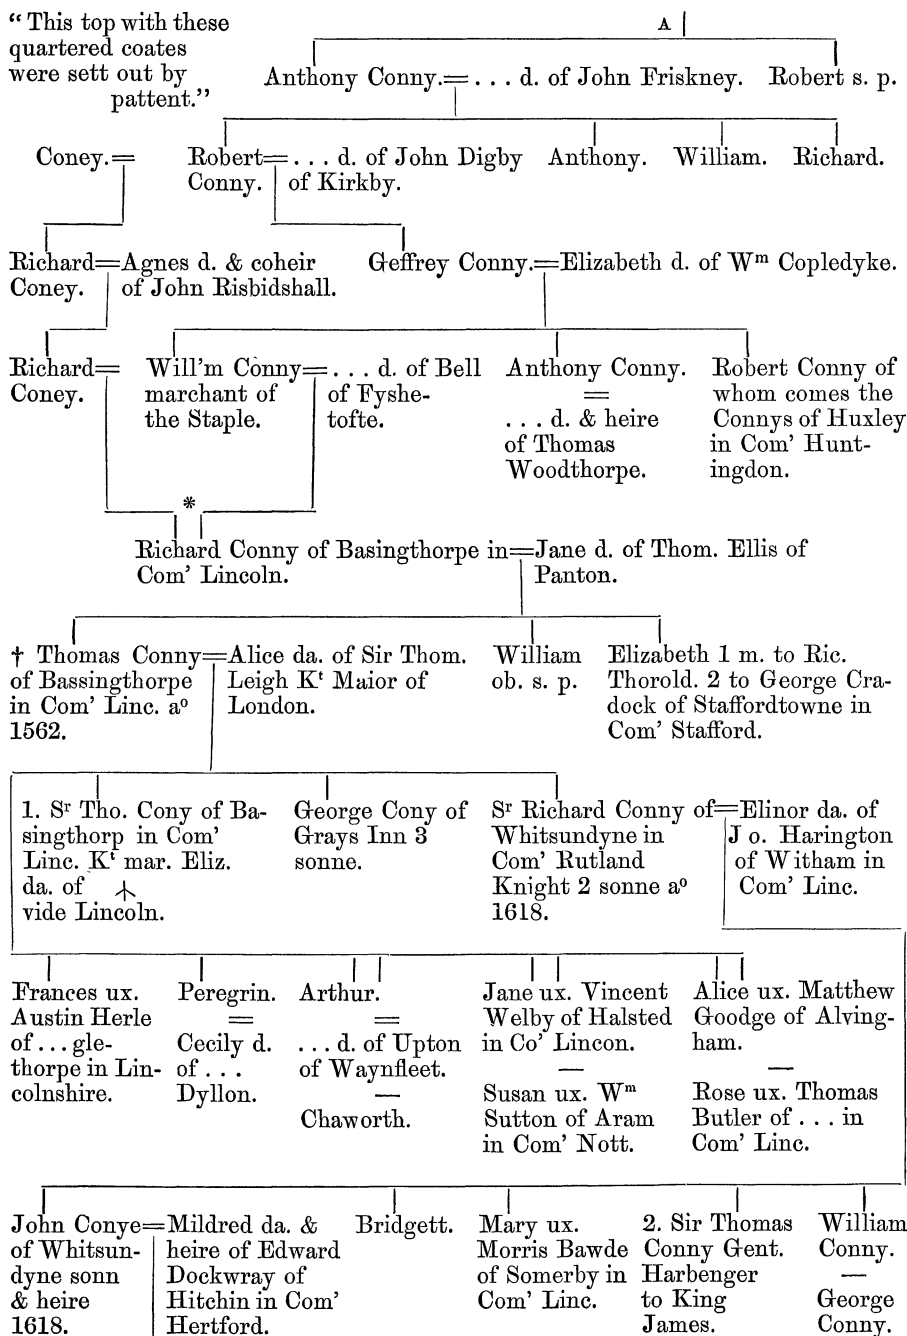 “ This top with these
quartered coates
were sett out by
pattent.”
A
Anthony Conny.= . . . d. of John Friskney. Robert s. p.
Coney.= Robert= . . . d. of John Digby Anthony. William. Richard.
Conny. of Kirkby.
Richard=Agnes d. & coheir Geffrey Conny.=Elizabeth d. of Wᵐ Copledyke.
Coney. of John Risbidshall.
Richard=
Coney.
Will’m Conny= . . . d. of Bell
marchant of of Fyshe-
the Staple. tofte.
Anthony Conny.
=
. . . d. & heire
of Thomas
Woodthorpe.
Robert Conny of
whom comes the
Connys of Huxley
in Com’ Hunt-
ingdon.
*
Richard Conny of Basingthorpe in=Jane d. of Thom. Ellis of
Com’ Lincoln. Panton.
† Thomas Conny=Alice da. of Sir Thom.
of Bassingthorpe Leigh Kᵗ Maior of
in Com’ Linc. aᵒ London.
1562.
William
ob. s. p.
Elizabeth 1 m. to Ric.
Thorold. 2 to George Cra-
dock of Staffordtowne in
Com’ Stafford.
1. Sʳ Tho. Cony of Ba-
singthorp in Com’
Linc. Kᵗ mar. Eliz.
da. of
vide Lincoln.
George Cony of
Grays Inn 3
sonne.
Sʳ Richard Conny of=Elinor da. of
Whitsundyne in J o. Harington
Com’ Rutland of Witham in
Knight 2 sonne aᵒ Com’ Linc.
1618.
Frances ux.
Austin Herle
of . . . gle-
thorpe in Lin-
colnshire.
Peregrin.
=
Cecily d.
of . . .
Dyllon.
Arthur.
=
. . . d. of Upton
of Waynfleet.
—
Chaworth.
Jane ux. Vincent
Welby of Halsted
in Co’ Lincon.
—
Susan ux. Wᵐ
Sutton of Aram
in Com’ Nott.
Alice ux. Matthew
Goodge of Alving-
ham.
—
Rose ux. Thomas
Butler of . . . in
Com’ Linc.
John Conye=Mildred da. &
of Whitsun- heire of Edward
dyne sonn Dockwray of
& heire Hitchin in Com’
1618. Hertford.
Bridgett.
Mary ux.
Morris Bawde
of Somerby in
Com’ Linc.
2. Sir Thomas
Conny Gent.
Harbenger
to King
James.
William
Conny.
—
George
Conny.